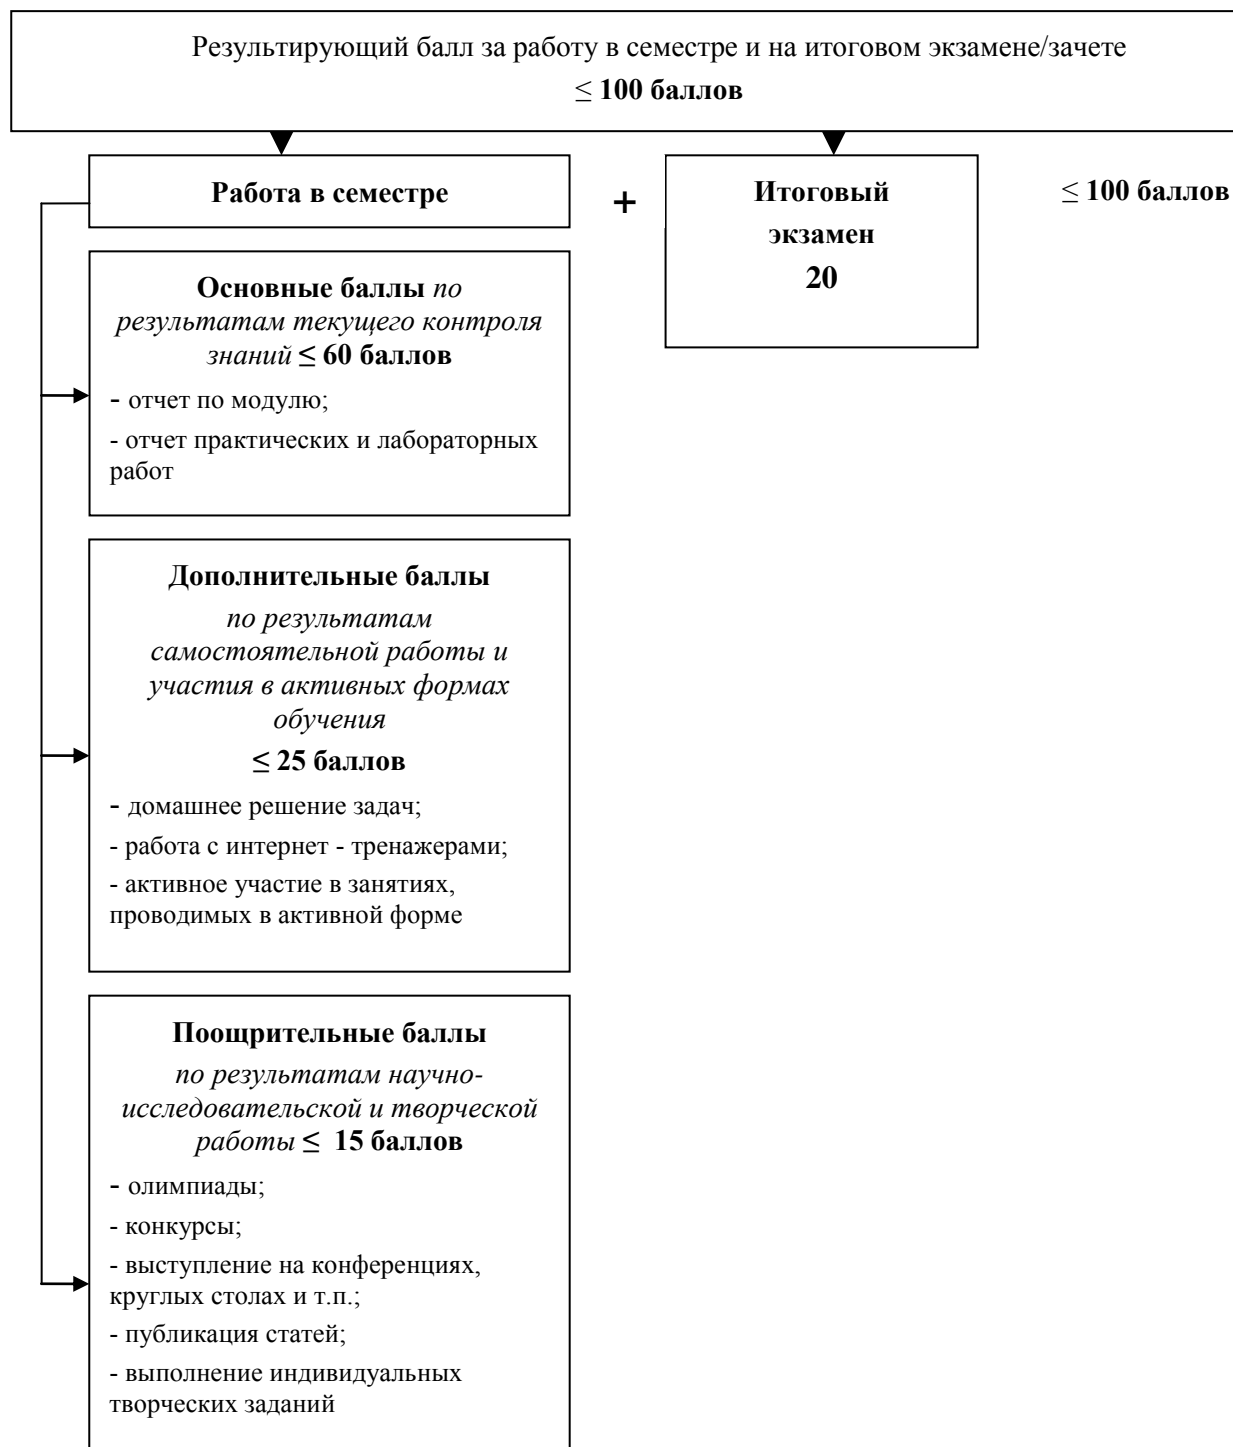 Результирующий балл за работу в семестре и на итоговом экзамене/зачете
≤ 100 баллов
Работа в семестре
+
Итоговый
экзамен
20
≤ 100 баллов
Основные баллы по
результатам текущего контроля
знаний ≤ 60 баллов
- отчет по модулю;
- отчет практических и лабораторных
работ
Дополнительные баллы
по результатам
самостоятельной работы и
участия в активных формах
обучения
≤ 25 баллов
- домашнее решение задач;
- работа с интернет - тренажерами;
- активное участие в занятиях,
проводимых в активной форме
Поощрительные баллы
по результатам научно-
исследовательской и творческой
работы ≤ 15 баллов
- олимпиады;
- конкурсы;
- выступление на конференциях,
круглых столах и т.п.;
- публикация статей;
- выполнение индивидуальных
творческих заданий